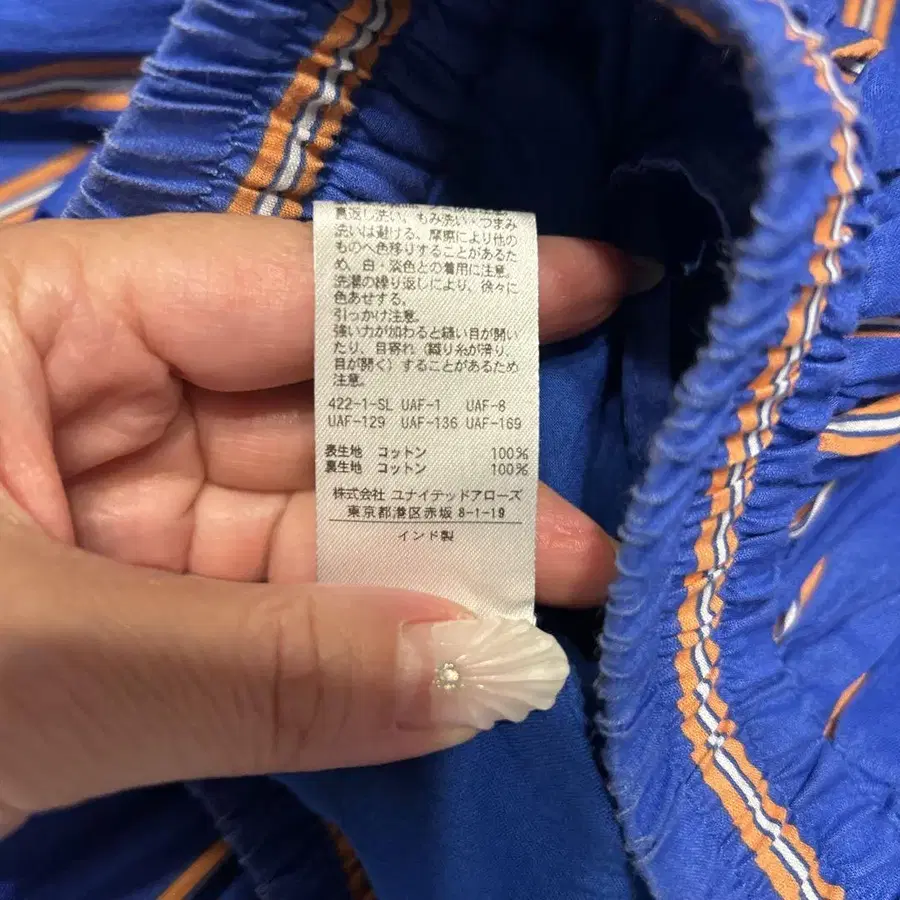 裏返し洗い。もみ洗い・つまみ
洗いは避ける。摩擦により他の
ものへ色移りすることがあるた
め、白・淡色との着用に注意。
洗濯の繰り返しにより、徐々に
色あせする。
引っかけ注意。
強い力が加わると縫い目が開い
たり、目寄れ(織り糸が滑り、
目が開く)することがあるため
注意。
422-1-SL UAF-1 UAF-8
UAF-129 UAF-136 UAF-169
表生地 コットン 100%
裏生地 コットン 100%
株式会社 ユナイテッドアローズ
東京都港区赤坂 8-1-19
インド製